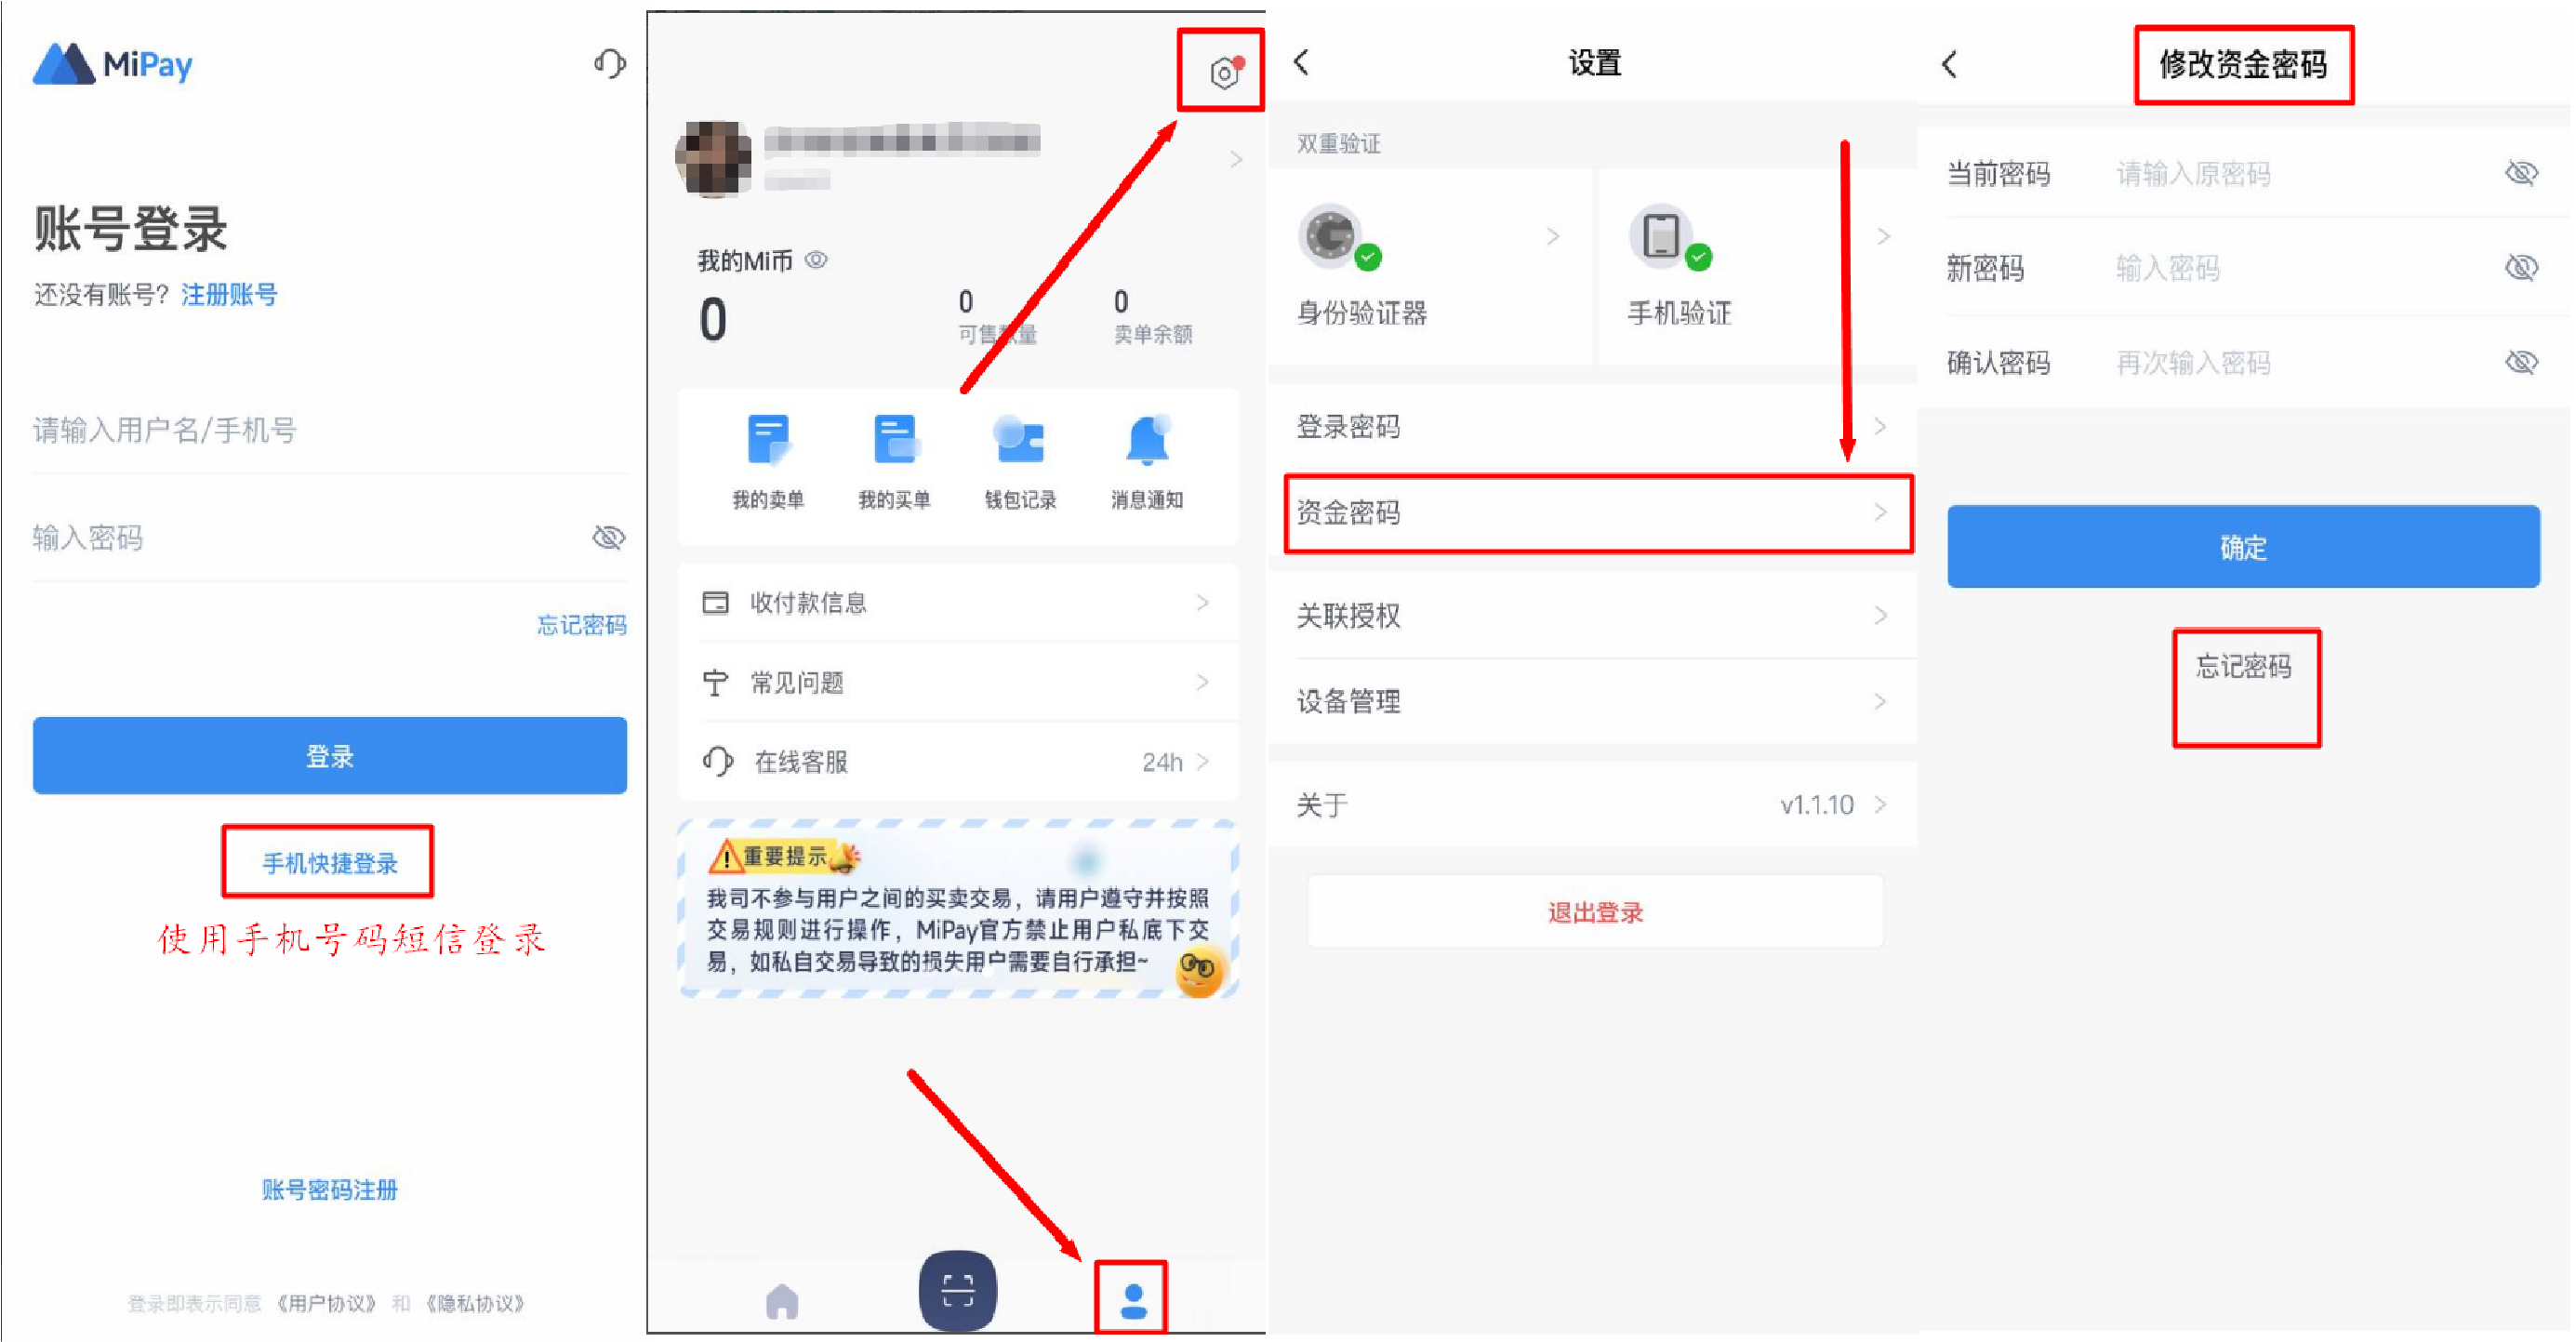 MiPay
账号登录
还没有账号？注册账号
请输入用户名/手机号
输入密码
忘记密码
登录
手机快捷登录
使用手机号码短信登录
账号密码注册
登录即表示同意《用户协议》和《隐私协议》
我的Mi币
0
0
可售数量
0
卖单余额
我的卖单
我的买单
钱包记录
消息通知
收付款信息
常见问题
在线客服 24h
重要提示
我司不参与用户之间的买卖交易，请用户遵守并按照
交易规则进行操作，MiPay官方禁止用户私底下交
易，如私自交易导致的损失用户需要自行承担~
设置
双重验证
身份验证器
手机验证
登录密码
资金密码
关联授权
设备管理
关于 v1.1.10
退出登录
修改资金密码
当前密码 请输入原密码
新密码 输入密码
确认密码 再次输入密码
确定
忘记密码